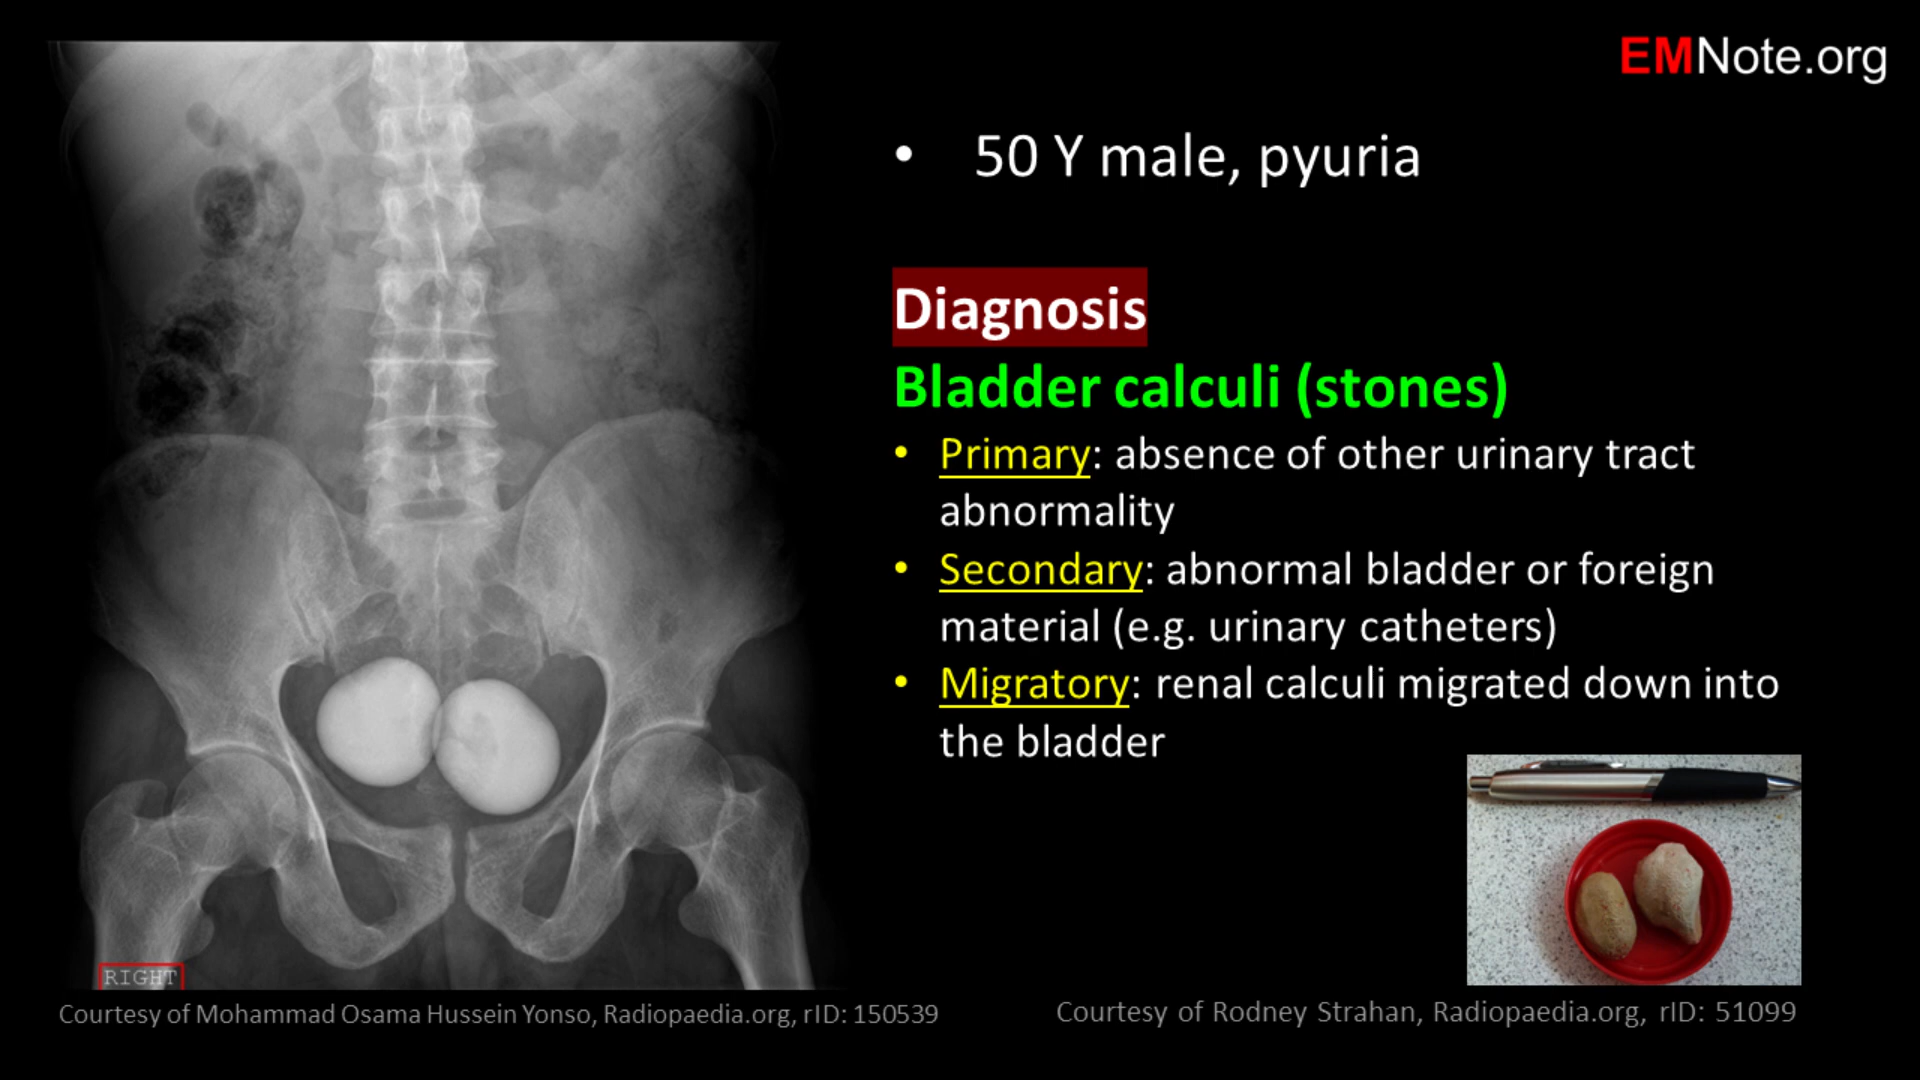 EMNote.org
• 50 Y male, pyuria
Diagnosis
Bladder calculi (stones)
• Primary: absence of other urinary tract
abnormality
• Secondary: abnormal bladder or foreign
material (e.g. urinary catheters)
• Migratory: renal calculi migrated down into
the bladder
RIGHT
Courtesy of Mohammad Osama Hussein Yonso, Radiopaedia.org, rID: 150539
Courtesy of Rodney Strahan, Radiopaedia.org, rID: 51099